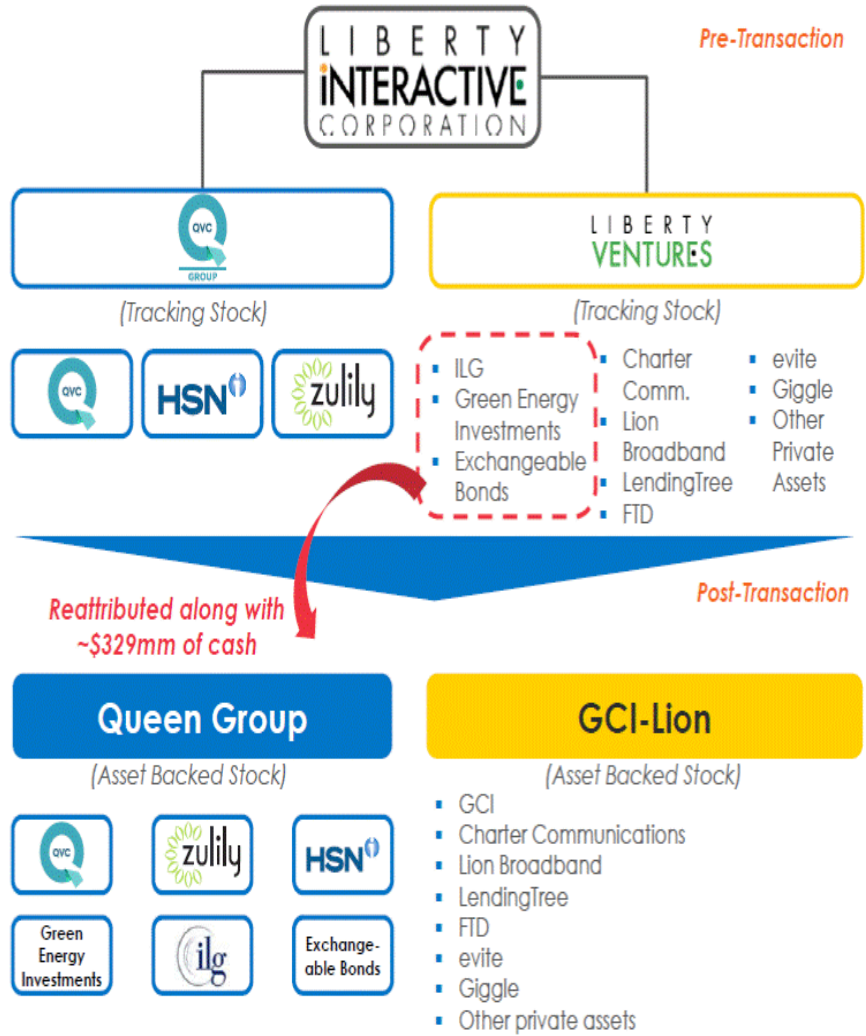 LIBERTY
iNTERACTIVE
CORPORATION
Pre-Transaction
QVC
GROUP
LIBERTY
VENTURES
(Tracking Stock)
(Tracking Stock)
QVC
HSN
zulily
▪ ILG
▪ Green Energy
Investments
▪ Exchangeable
Bonds
▪ Charter
Comm.
▪ Lion
Broadband
▪ LendingTree
▪ FTD
▪ evite
▪ Giggle
▪ Other
Private
Assets
Post-Transaction
Reattributed along with
~$329mm of cash
Queen Group
GCI-Lion
(Asset Backed Stock)
(Asset Backed Stock)
QVC
zulily
HSN
Green
Energy
Investments
ilg
Exchange-
able Bonds
▪ GCI
▪ Charter Communications
▪ Lion Broadband
▪ LendingTree
▪ FTD
▪ evite
▪ Giggle
▪ Other private assets